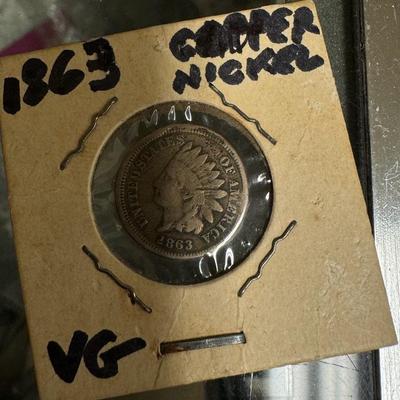 1863 COPPER
NICKEL
UNITED STATES OF AMERICA
1863
VG